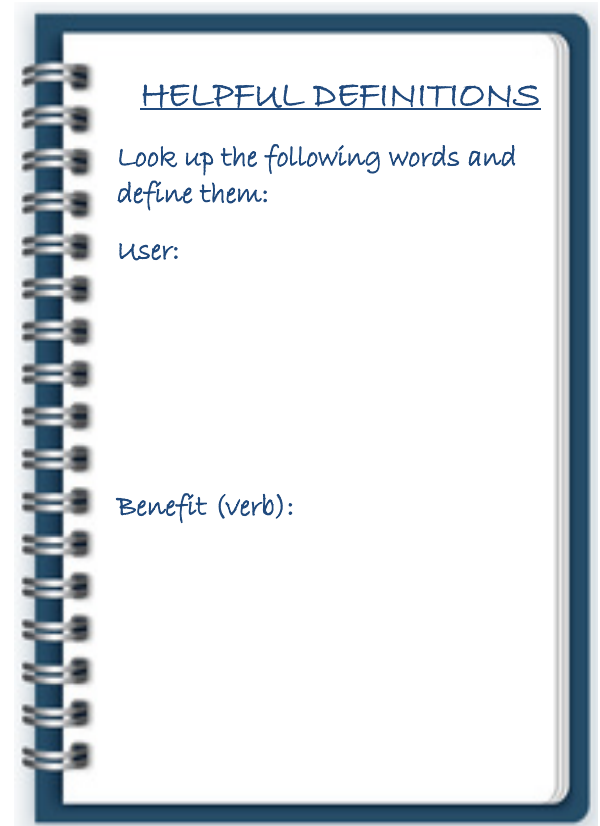 HELPFUL DEFINITIONS
Look up the following words and
define them:
User:
Benefit (verb):